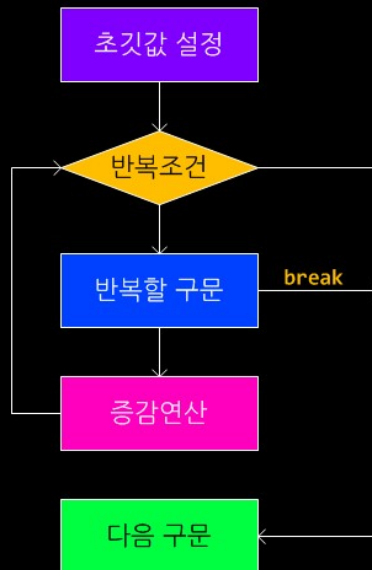 초깃값 설정
반복조건
반복할 구문
break
증감연산
다음 구문